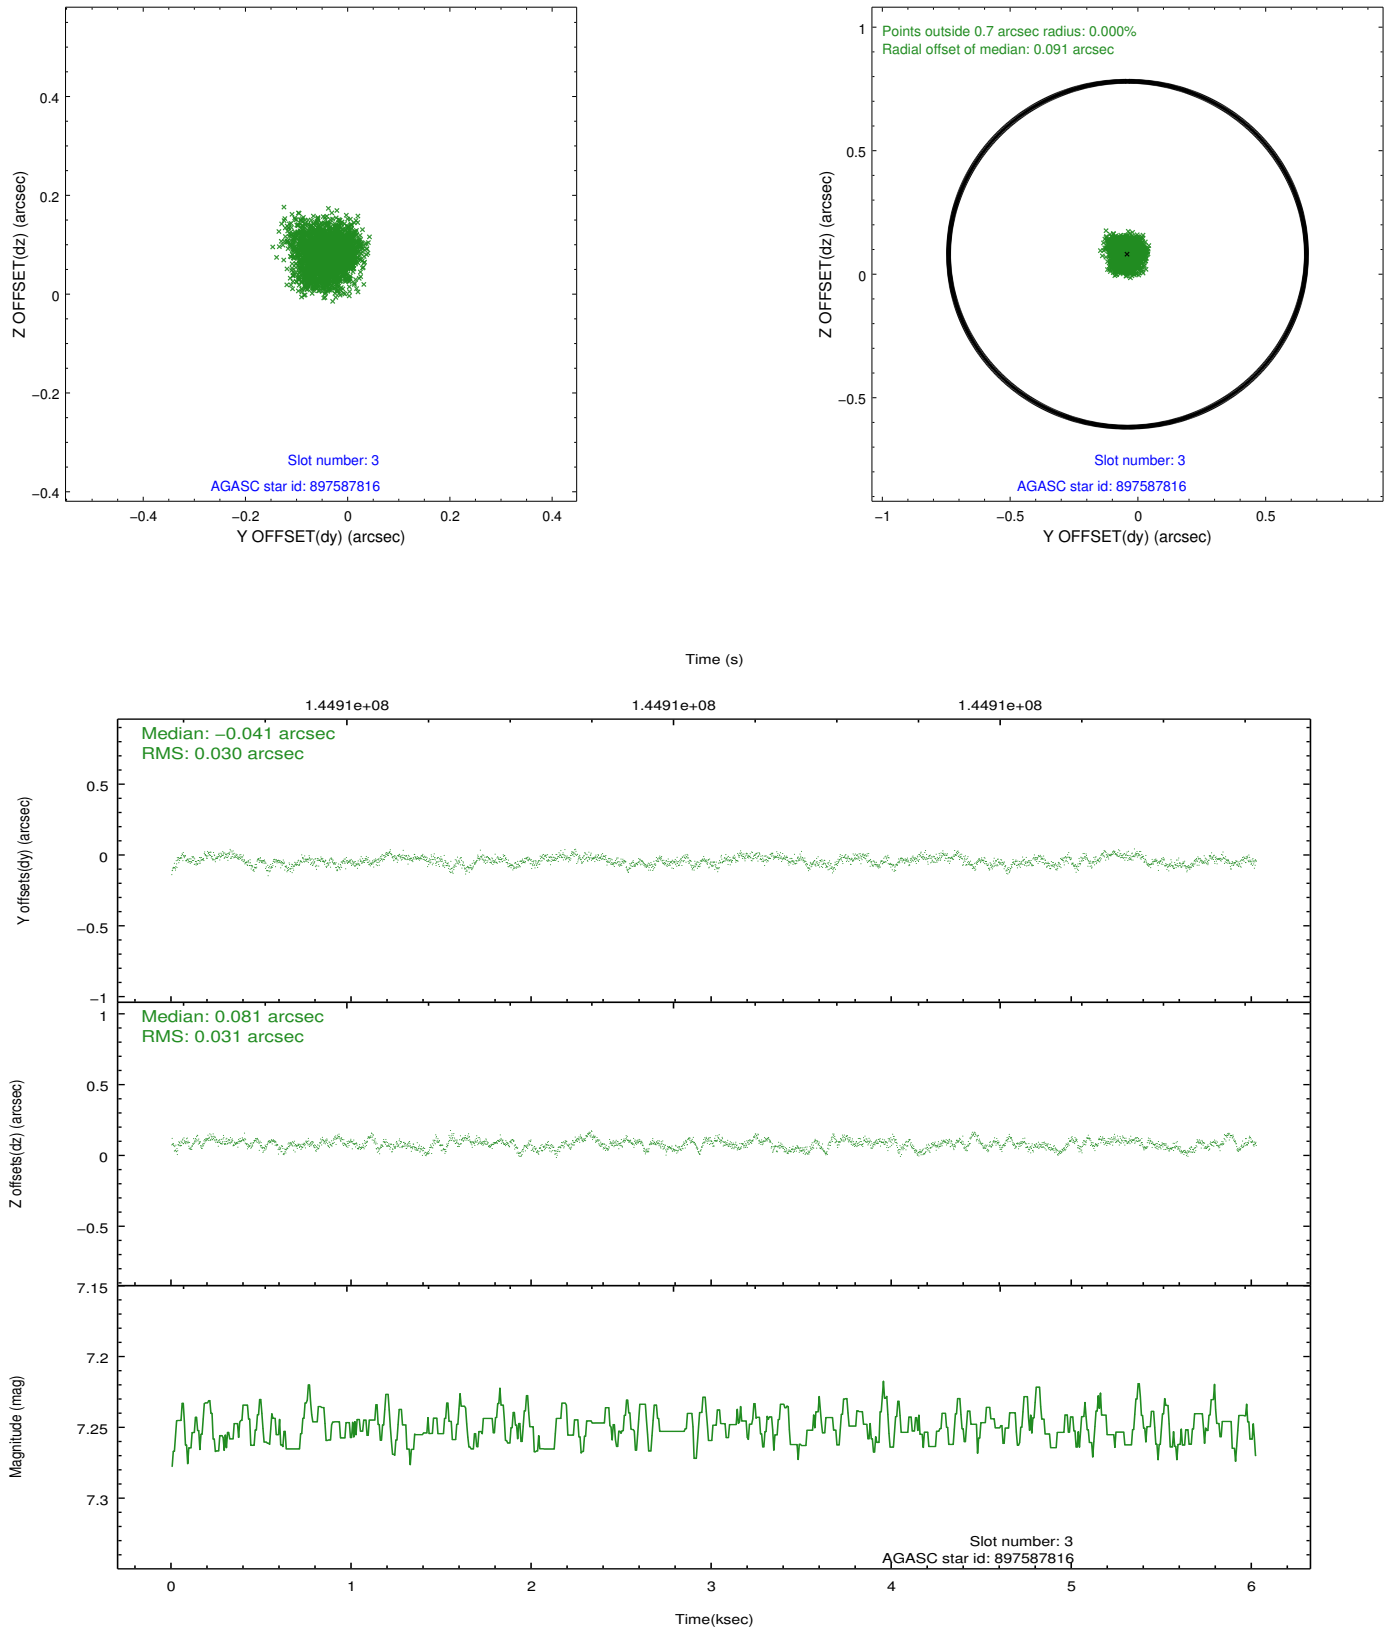 0.4
0.2
0
−0.2
−0.4
Z OFFSET(dz) (arcsec)
Slot number: 3
AGASC star id: 897587816
−0.4 −0.2 0 0.2 0.4
Y OFFSET(dy) (arcsec)
Points outside 0.7 arcsec radius: 0.000%
Radial offset of median: 0.091 arcsec
1
0.5
0
−0.5
Z OFFSET(dz) (arcsec)
Slot number: 3
AGASC star id: 897587816
−1 −0.5 0 0.5
Y OFFSET(dy) (arcsec)
Time (s)
1.4491e+08 1.4491e+08 1.4491e+08
Median: −0.041 arcsec
RMS: 0.030 arcsec
0.5
0
−0.5
−1
Y offsets(dy) (arcsec)
Median: 0.081 arcsec
RMS: 0.031 arcsec
1
0.5
0
−0.5
Z offsets(dz) (arcsec)
7.15
7.2
7.25
7.3
Magnitude (mag)
Slot number: 3
AGASC star id: 897587816
0 1 2 3 4 5 6
Time(ksec)